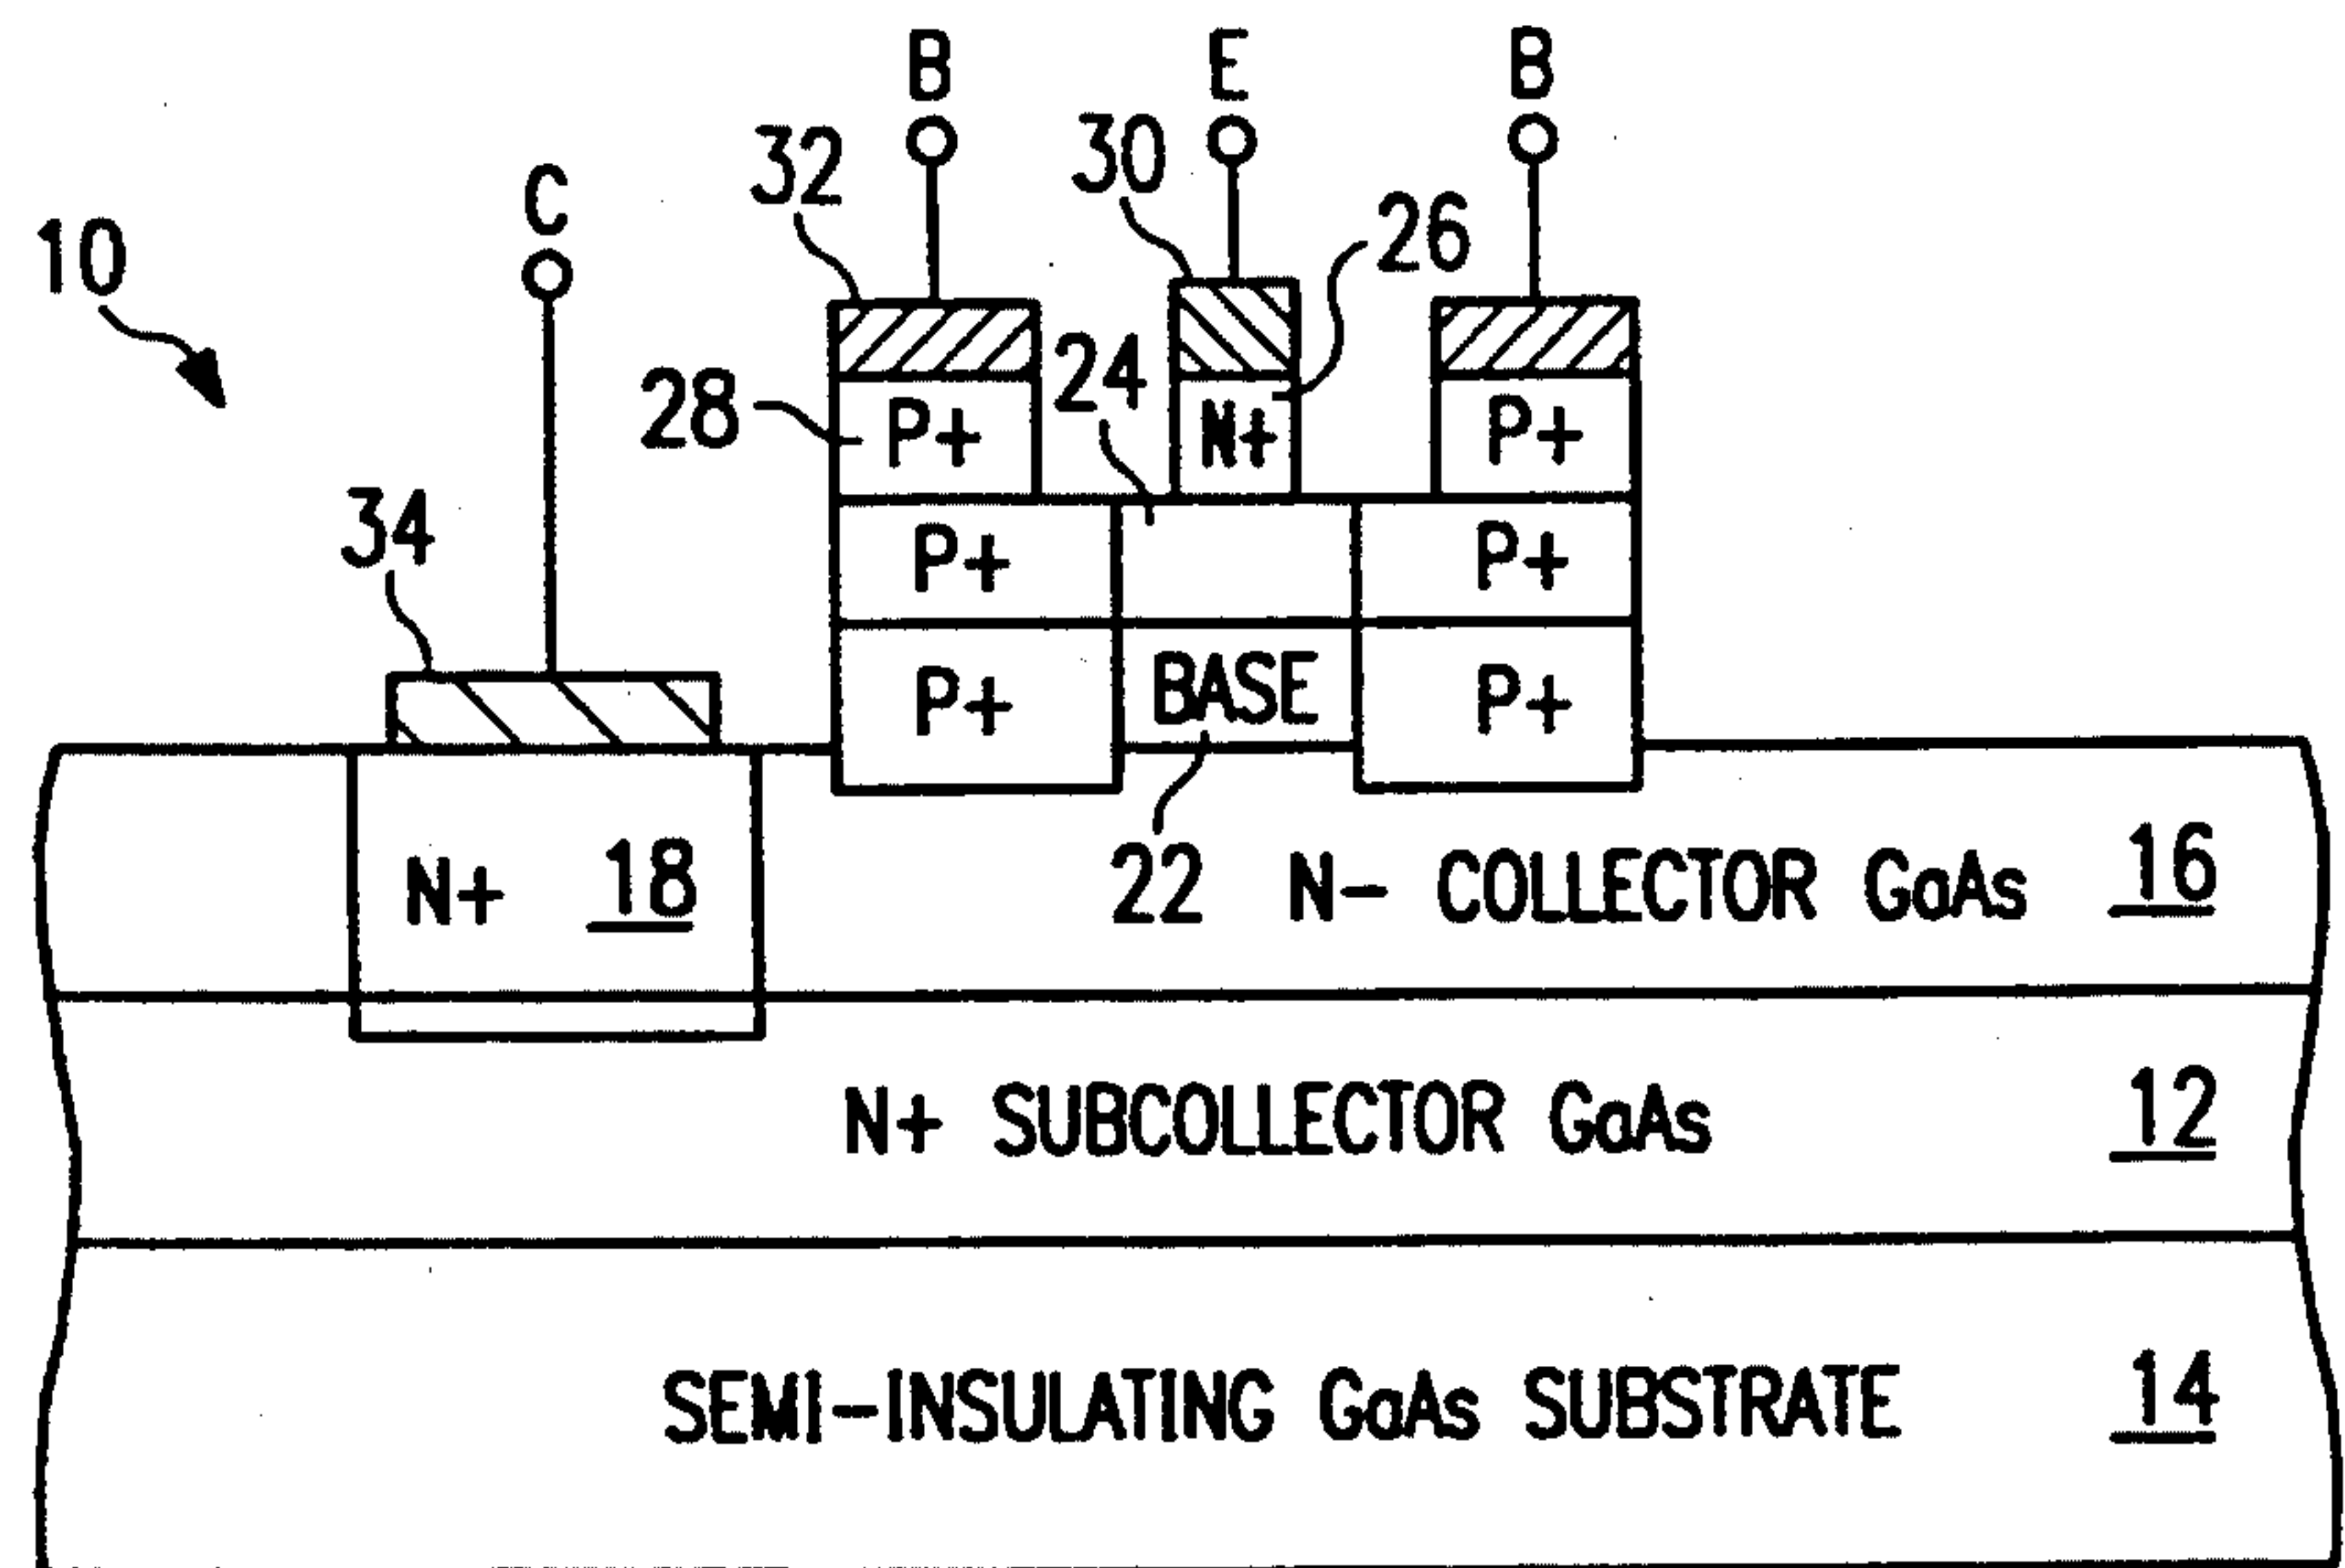 B E B
32 30
C 26
10
24
28 P+ N+ P+
34 P+ P+
P+ BASE P+
N+ 18 22 N- COLLECTOR GaAs 16
N+ SUBCOLLECTOR GaAs 12
SEMI-INSULATING GaAs SUBSTRATE 14